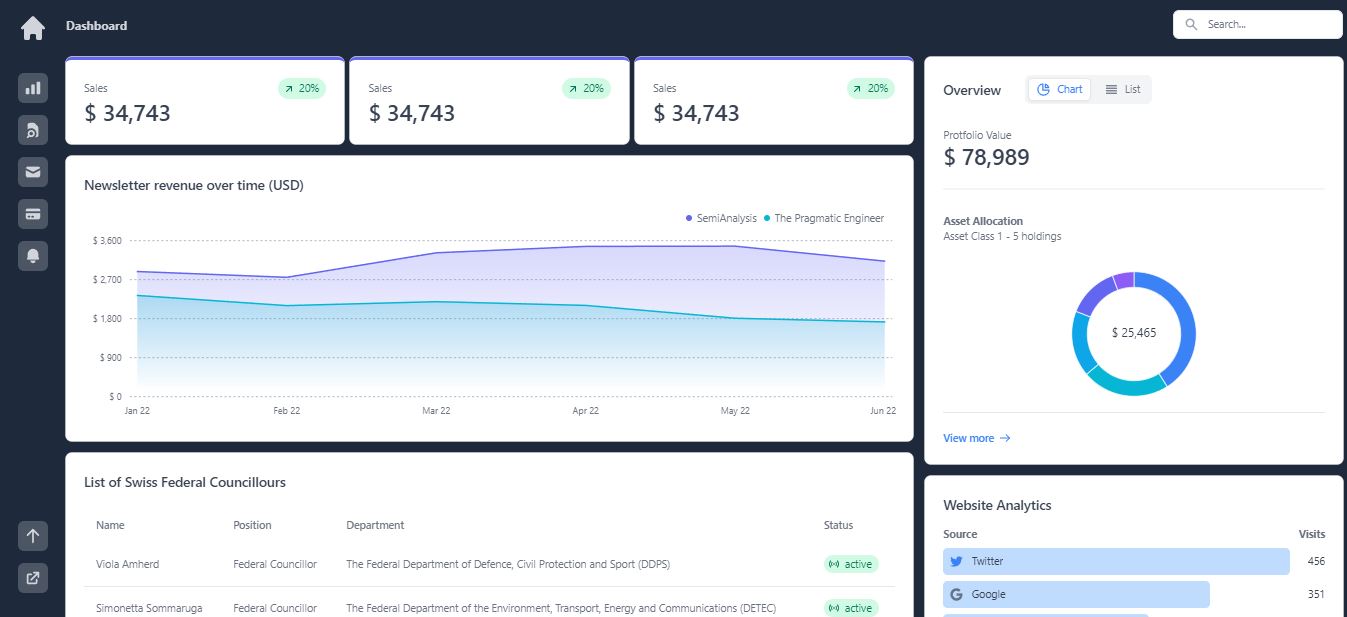 Dashboard
Search...
Sales
20%
$ 34,743
Sales
20%
$ 34,743
Sales
20%
$ 34,743
Newsletter revenue over time (USD)
SemiAnalysis The Pragmatic Engineer
$ 3,600
$ 2,700
$ 1,800
$ 900
$ 0
Jan 22 Feb 22 Mar 22 Apr 22 May 22 Jun 22
List of Swiss Federal Councillours
Name Position Department Status
Viola Amherd Federal Councillor The Federal Department of Defence, Civil Protection and Sport (DDPS) active
Simonetta Sommaruga Federal Councillor The Federal Department of the Environment, Transport, Energy and Communications (DETEC) active
Overview Chart List
Protfolio Value
$ 78,989
Asset Allocation
Asset Class 1 - 5 holdings
$ 25,465
View more
Website Analytics
Source Visits
Twitter 456
Google 351